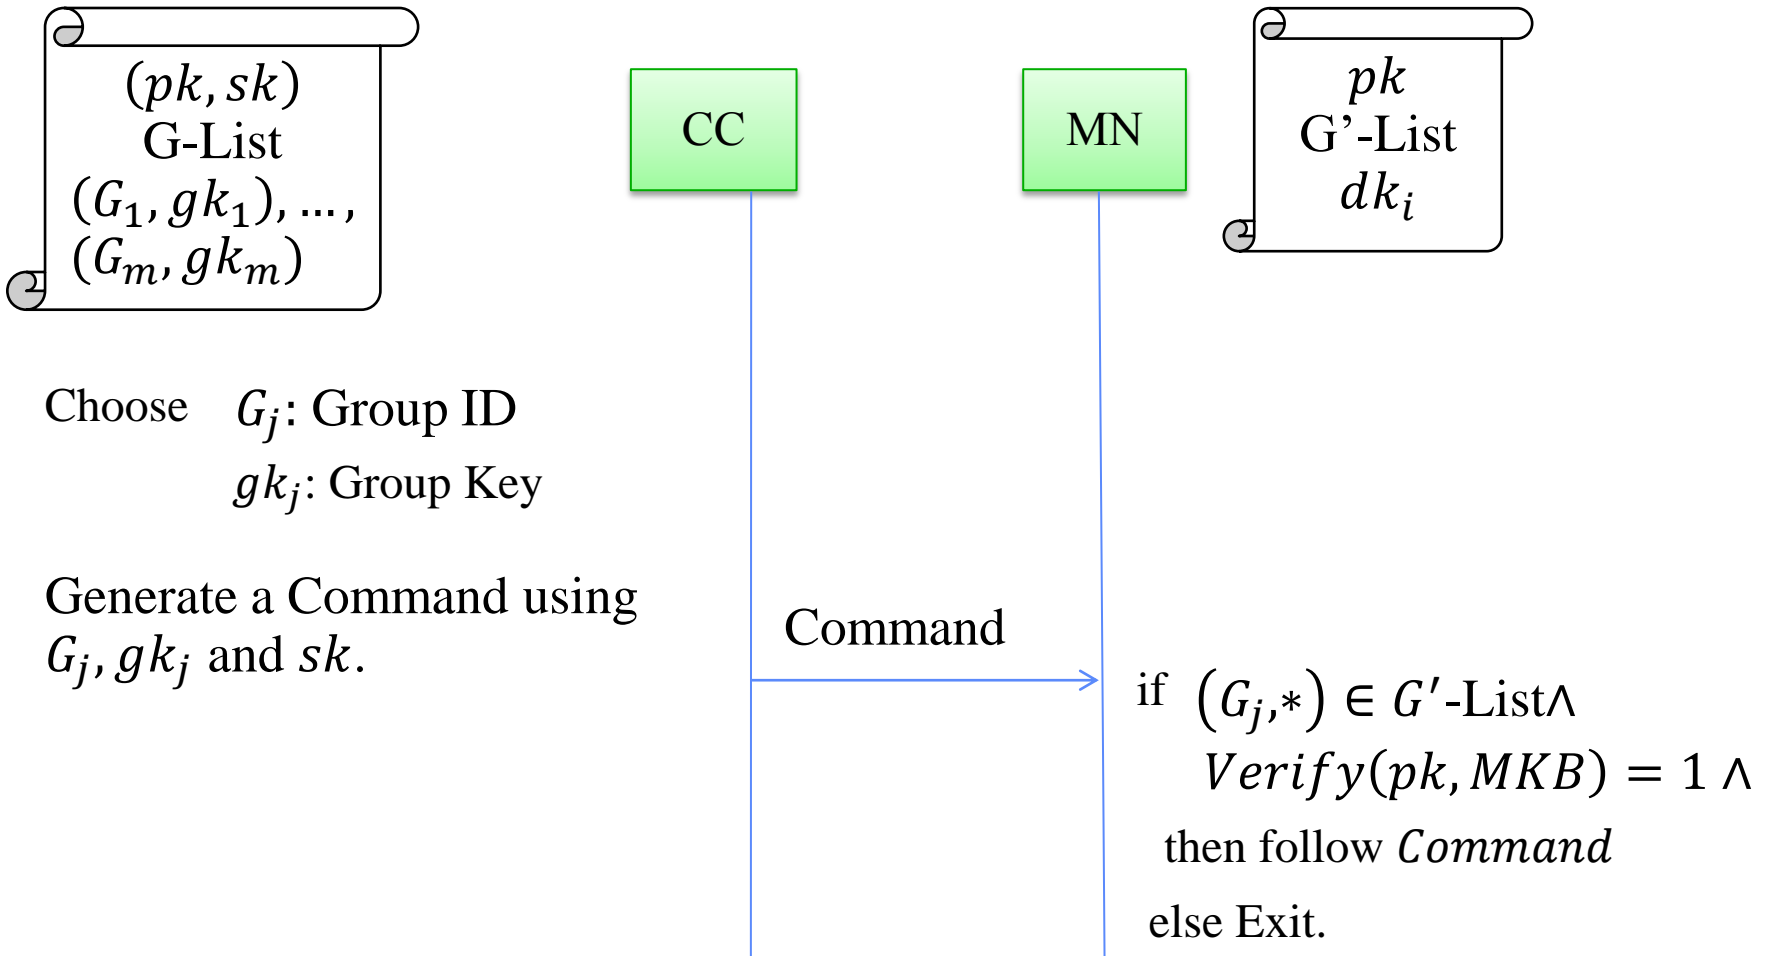 (pk, sk)
G-List
(G₁, gk₁), … ,
(Gₘ, gkₘ)
CC
MN
pk
G’-List
dkᵢ
Choose Gⱼ: Group ID
gkⱼ: Group Key
Generate a Command using
Gⱼ, gkⱼ and sk.
Command
if (Gⱼ,∗) ∈ G′-List∧
Verify(pk, MKB) = 1 ∧
then follow Command
else Exit.